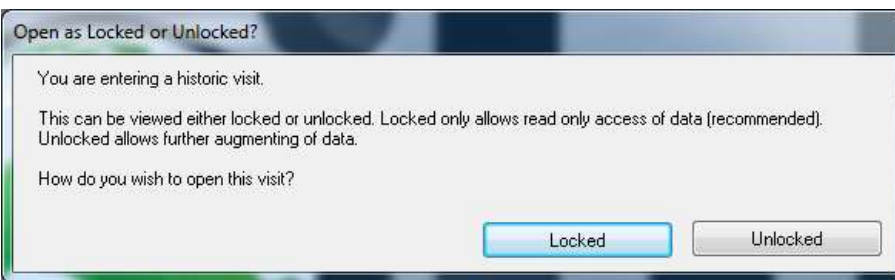 Open as Locked or Unlocked?
You are entering a historic visit.
This can be viewed either locked or unlocked. Locked only allows read only access of data (recommended).
Unlocked allows further augmenting of data.
How do you wish to open this visit?
Locked Unlocked